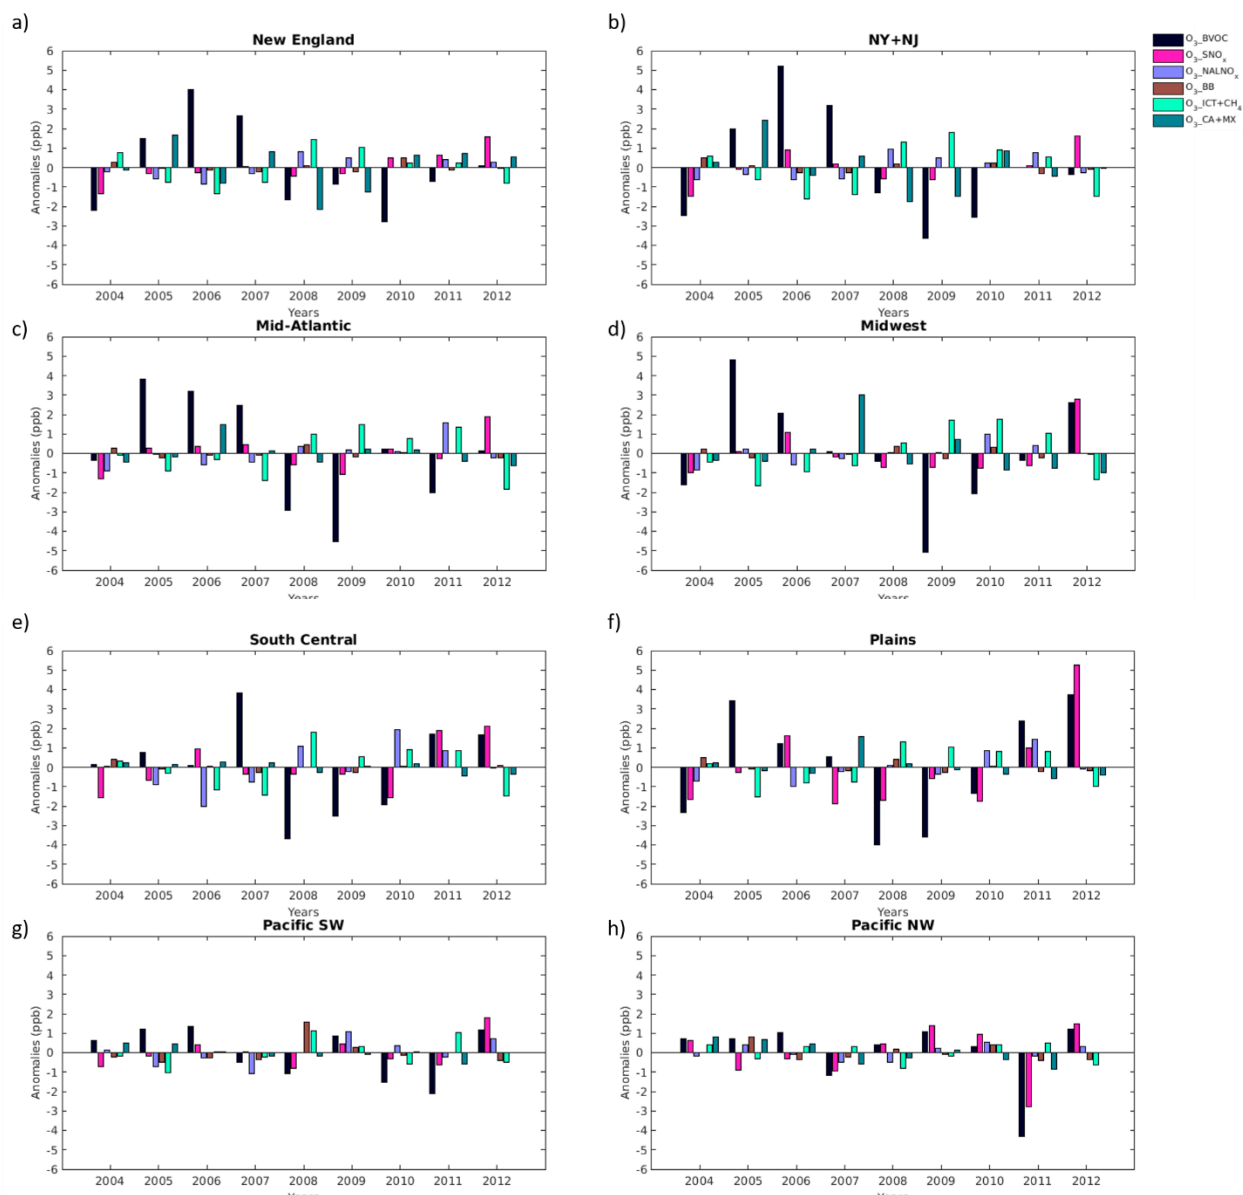 a)
New England
6
5
4
3
2
1
0
-1
-2
-3
-4
-5
-6
Anomalies (ppb)
2004 2005 2006 2007 2008 2009 2010 2011 2012
Years
b)
NY+NJ
6
5
4
3
2
1
0
-1
-2
-3
-4
-5
-6
Anomalies (ppb)
2004 2005 2006 2007 2008 2009 2010 2011 2012
Years
O3_BVOC
O3_SNOx
O3_NALNOx
O3_BB
O3_ICT+CH4
O3_CA+MX
c)
Mid-Atlantic
6
5
4
3
2
1
0
-1
-2
-3
-4
-5
-6
Anomalies (ppb)
2004 2005 2006 2007 2008 2009 2010 2011 2012
Years
d)
Midwest
6
5
4
3
2
1
0
-1
-2
-3
-4
-5
-6
Anomalies (ppb)
2004 2005 2006 2007 2008 2009 2010 2011 2012
Years
e)
South Central
6
5
4
3
2
1
0
-1
-2
-3
-4
-5
-6
Anomalies (ppb)
2004 2005 2006 2007 2008 2009 2010 2011 2012
Years
f)
Plains
6
5
4
3
2
1
0
-1
-2
-3
-4
-5
-6
Anomalies (ppb)
2004 2005 2006 2007 2008 2009 2010 2011 2012
Years
g)
Pacific SW
6
5
4
3
2
1
0
-1
-2
-3
-4
-5
-6
Anomalies (ppb)
2004 2005 2006 2007 2008 2009 2010 2011 2012
Years
h)
Pacific NW
6
5
4
3
2
1
0
-1
-2
-3
-4
-5
-6
Anomalies (ppb)
2004 2005 2006 2007 2008 2009 2010 2011 2012
Years